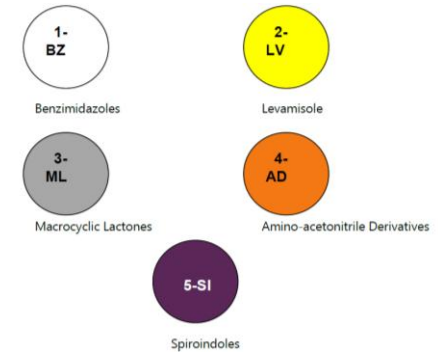 1-
BZ
2-
LV
Benzimidazoles
Levamisole
3-
ML
4-
AD
Macrocyclic Lactones
Amino-acetonitrile Derivatives
5-SI
Spiroindoles